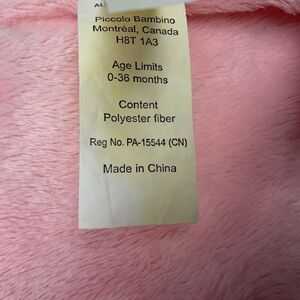 Piccolo Bambino
Montréal, Canada
H8T 1A3
Age Limits
0-36 months
Content
Polyester fiber
Reg No. PA-15544 (CN)
Made in China